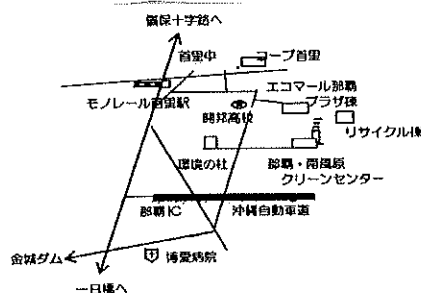 儀保十字路へ
首里中
コープ首里
モノレール首里駅
エコマール那覇
プラザ棟
開邦高校
リサイクル棟
環境の杜
那覇・南風原
クリーンセンター
那覇IC
沖縄自動車道
金城ダム
博愛病院
一日橋へ